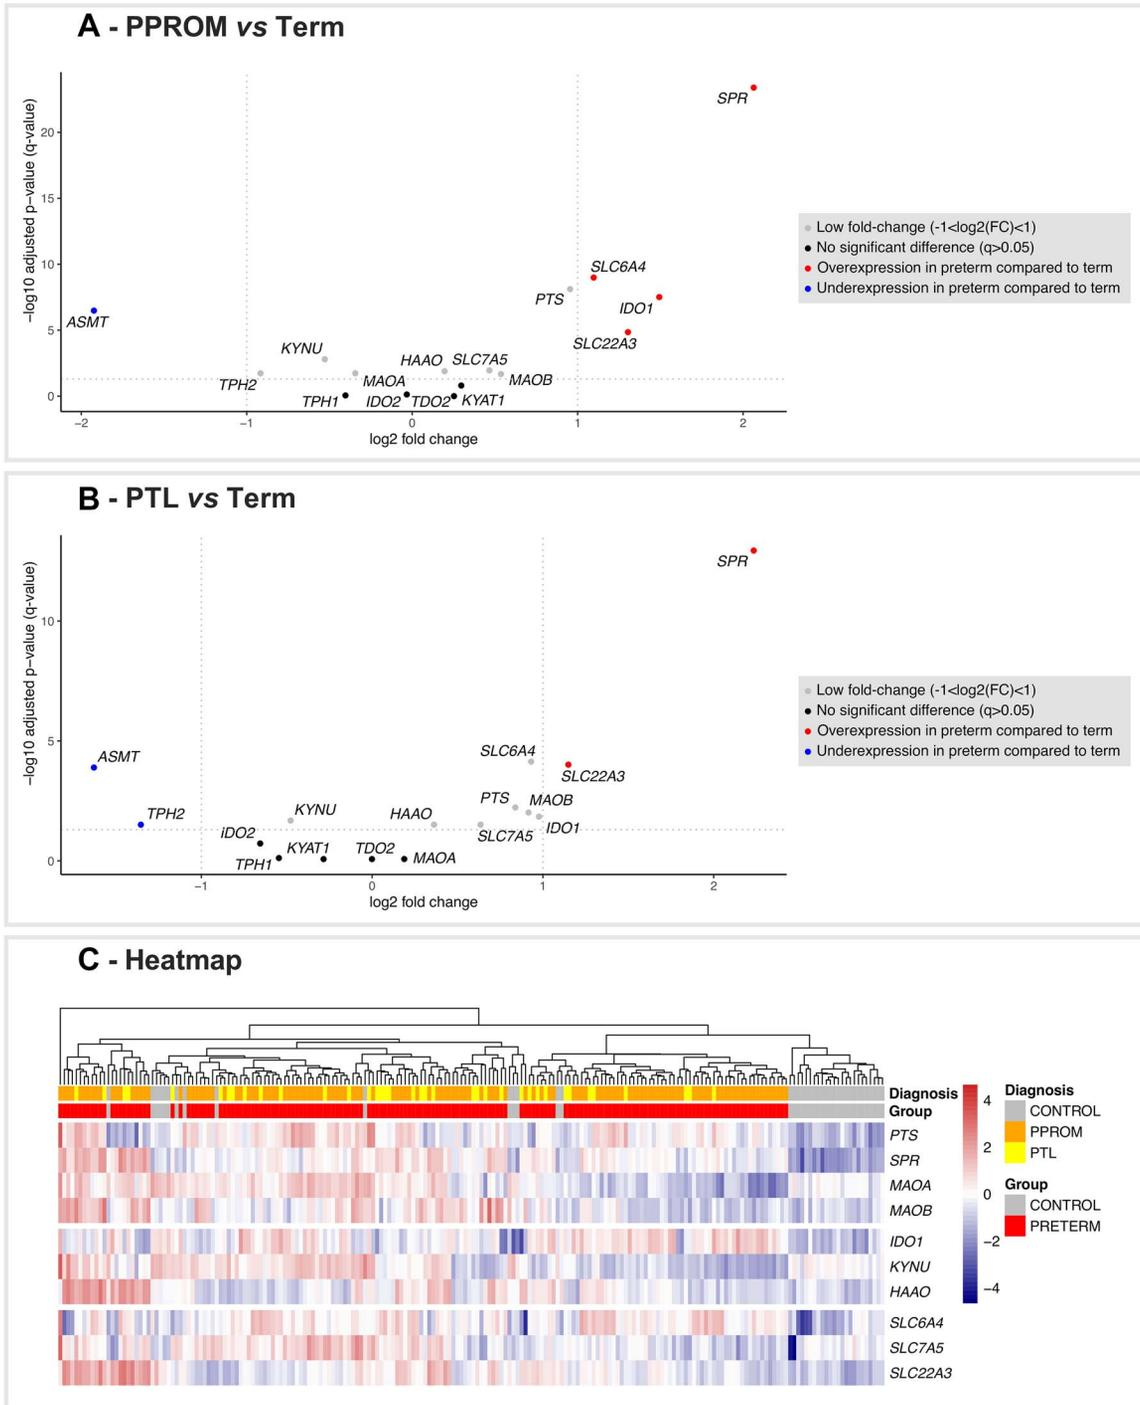 A - PPROM vs Term
−log10 adjusted p−value (q-value)
20
15
10
5
0
SPR
SLC6A4
PTS
IDO1
SLC22A3
ASMT
KYNU
HAAO
SLC7A5
TPH2
MAOA
MAOB
TPH1
IDO2
TDO2
KYAT1
−2
−1
0
1
2
log2 fold change
Low fold-change (-1<log2(FC)<1)
No significant difference (q>0.05)
Overexpression in preterm compared to term
Underexpression in preterm compared to term
B - PTL vs Term
−log10 adjusted p−value (q-value)
10
5
0
SPR
ASMT
SLC6A4
SLC22A3
TPH2
KYNU
HAAO
PTS
MAOB
iDO2
SLC7A5
IDO1
TPH1
KYAT1
TDO2
MAOA
−1
0
1
2
log2 fold change
Low fold-change (-1<log2(FC)<1)
No significant difference (q>0.05)
Overexpression in preterm compared to term
Underexpression in preterm compared to term
C - Heatmap
Diagnosis
Group
PTS
SPR
MAOA
MAOB
IDO1
KYNU
HAAO
SLC6A4
SLC7A5
SLC22A3
4
2
0
−2
−4
Diagnosis
CONTROL
PPROM
PTL
Group
CONTROL
PRETERM